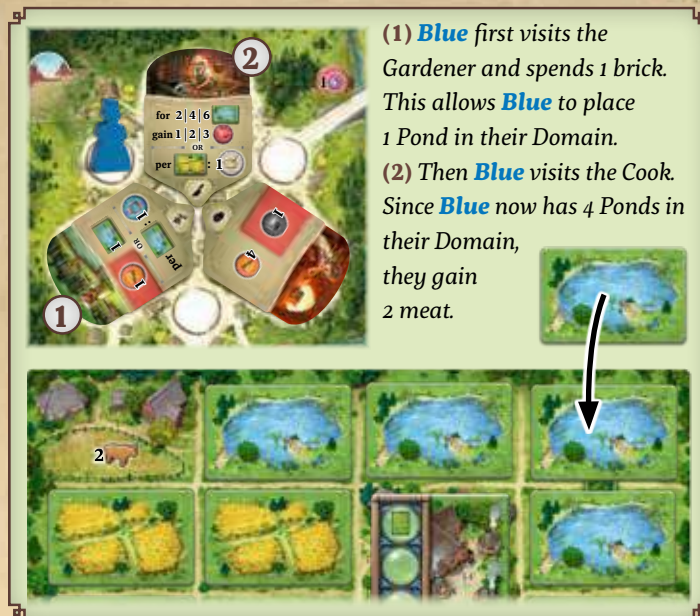 (1) Blue first visits the
Gardener and spends 1 brick.
This allows Blue to place
1 Pond in their Domain.
(2) Then Blue visits the Cook.
Since Blue now has 4 Ponds in
their Domain,
they gain
2 meat.
2
for 2|4|6
gain 1|2|3
OR
per : 1
1
1
:
OR
per
1
1
1
4
1
2